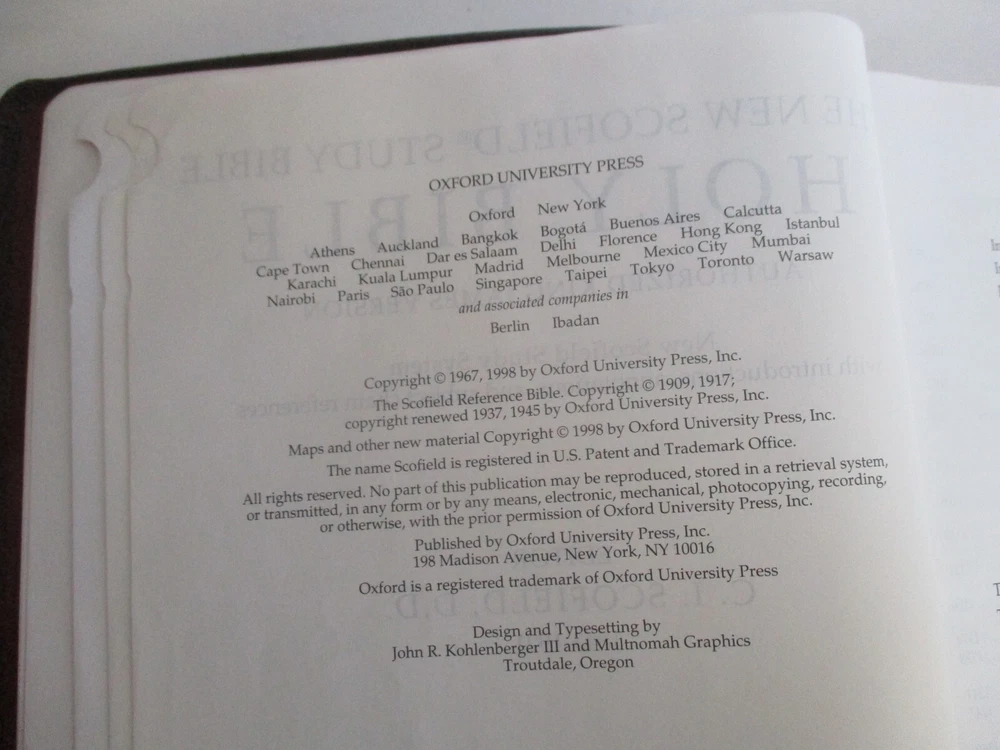 OXFORD UNIVERSITY PRESS
Oxford New York
Athens Auckland Bangkok Bogotá Buenos Aires Calcutta
Cape Town Chennai Dar es Salaam Delhi Florence Hong Kong Istanbul
Karachi Kuala Lumpur Madrid Melbourne Mexico City Mumbai
Nairobi Paris São Paulo Singapore Taipei Tokyo Toronto Warsaw
and associated companies in
Berlin Ibadan
Copyright © 1967, 1998 by Oxford University Press, Inc.
The Scofield Reference Bible. Copyright © 1909, 1917;
copyright renewed 1937, 1945 by Oxford University Press, Inc.
Maps and other new material Copyright © 1998 by Oxford University Press, Inc.
The name Scofield is registered in U.S. Patent and Trademark Office.
All rights reserved. No part of this publication may be reproduced, stored in a retrieval system,
or transmitted, in any form or by any means, electronic, mechanical, photocopying, recording,
or otherwise, with the prior permission of Oxford University Press, Inc.
Published by Oxford University Press, Inc.
198 Madison Avenue, New York, NY 10016
Oxford is a registered trademark of Oxford University Press
Design and Typesetting by
John R. Kohlenberger III and Multnomah Graphics
Troutdale, Oregon